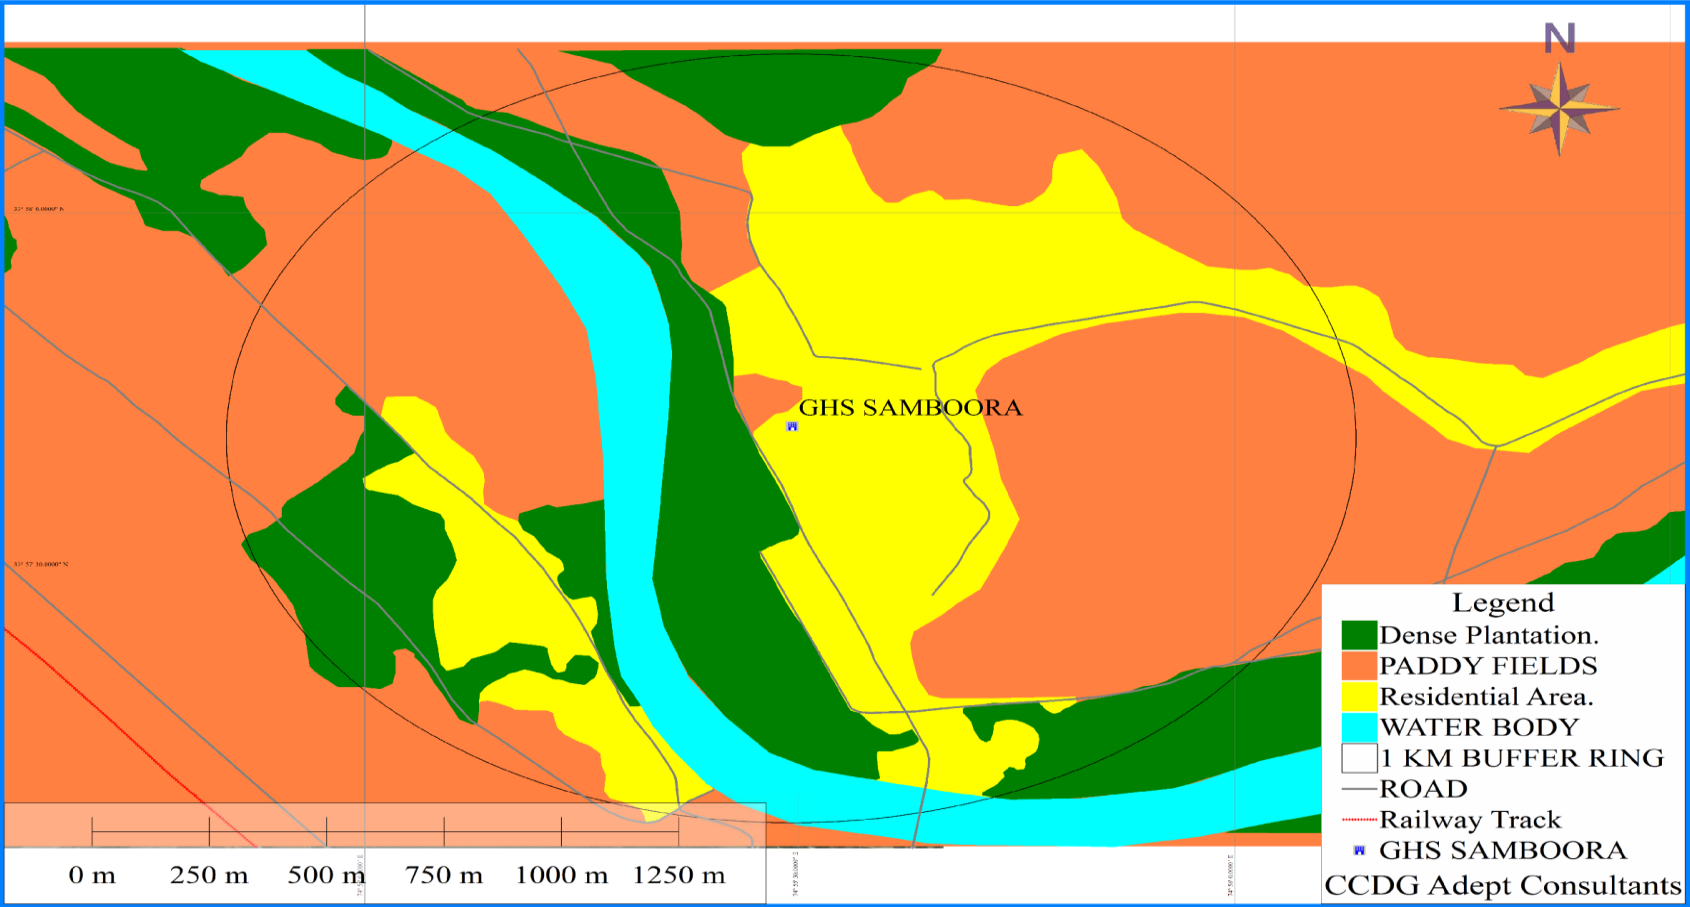 N
GHS SAMBOORA
Legend
Dense Plantation.
PADDY FIELDS
Residential Area.
WATER BODY
1 KM BUFFER RING
ROAD
Railway Track
GHS SAMBOORA
CCDG Adept Consultants
0 m 250 m 500 m 750 m 1000 m 1250 m